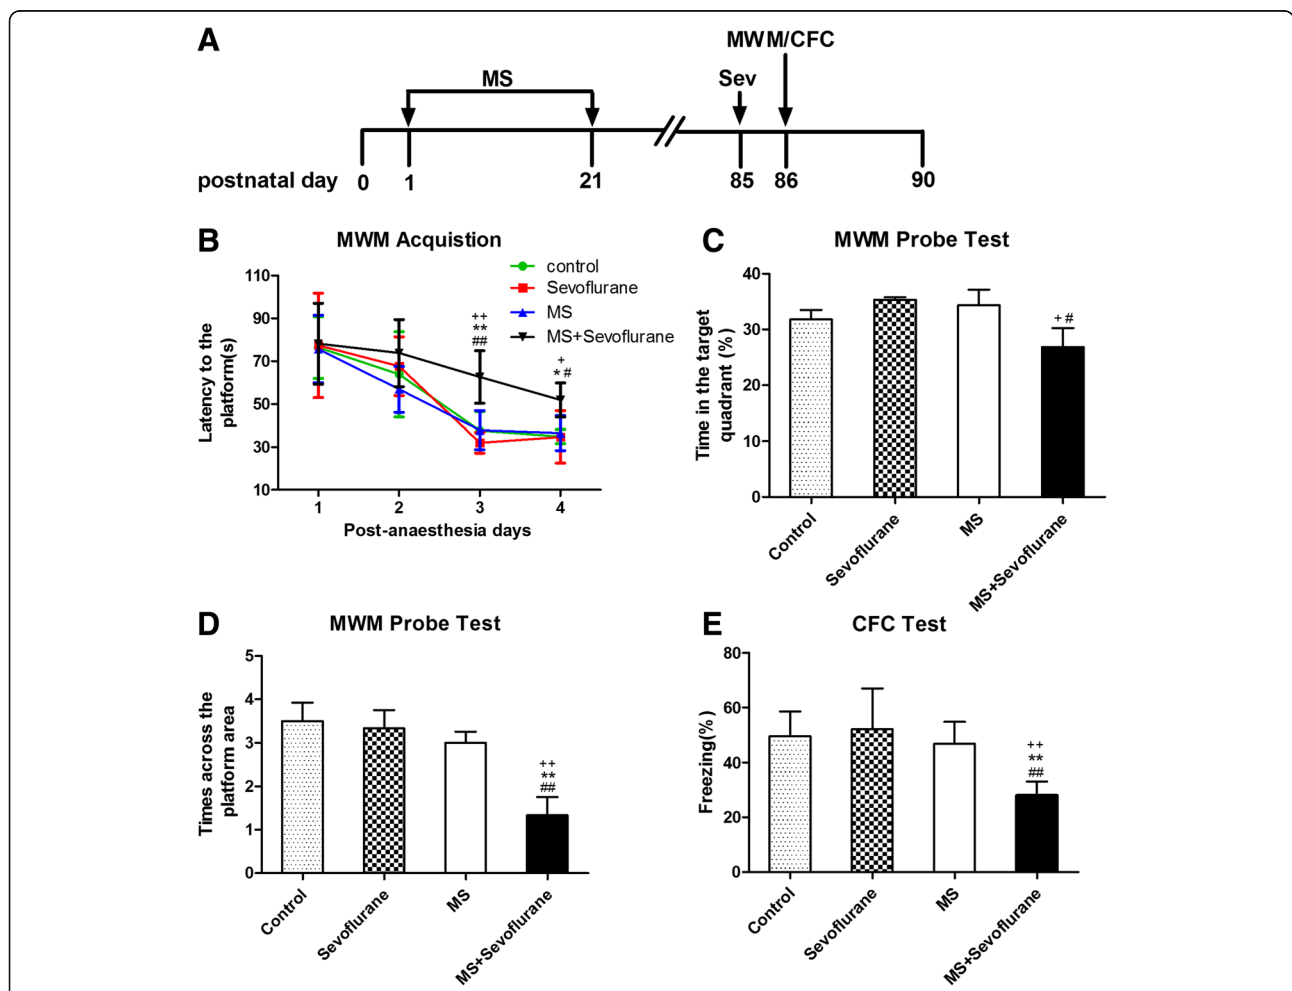 A
MWM/CFC
MS
Sev
postnatal day
0
1
21
85
86
90
B
MWM Acquistion
control
Sevoflurane
MS
MS+Sevoflurane
110
90
70
50
30
10
Latency to the
platform(s)
++
**
##
+
* #
1
2
3
4
Post-anaesthesia days
C
MWM Probe Test
40
30
20
10
0
Time in the target
quadrant (%)
+ #
Control
Sevoflurane
MS
MS+Sevoflurane
D
MWM Probe Test
5
4
3
2
1
0
Times across the
platform area
++
**
##
Control
Sevoflurane
MS
MS+Sevoflurane
E
CFC Test
80
60
40
20
0
Freezing(%)
++
**
##
Control
Sevoflurane
MS
MS+Sevoflurane